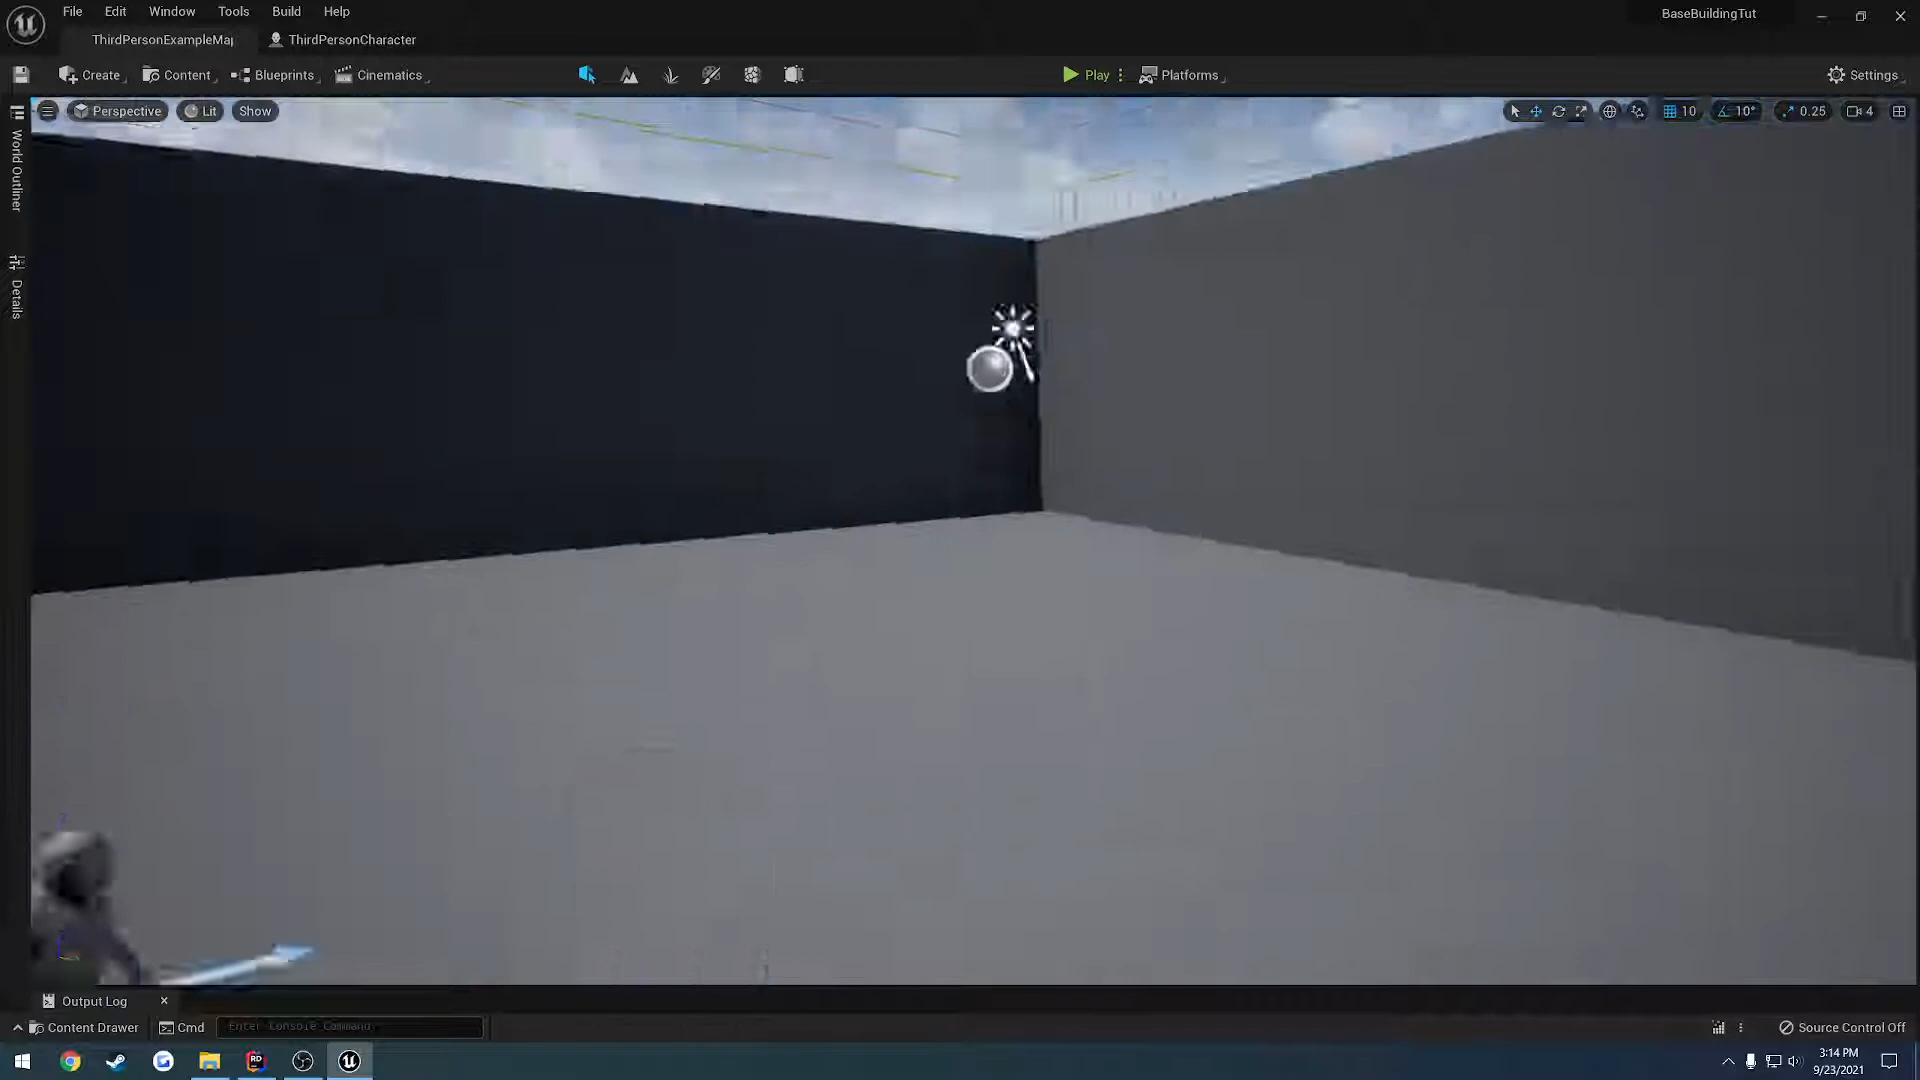 File Edit Window Tools Build Help
BaseBuildingTut
ThirdPersonExampleMap
ThirdPersonCharacter
Create Content Blueprints Cinematics
Play Platforms Settings
Perspective Lit Show
10 10° 0.25 4
World Outliner
Details
Z
Output Log
Content Drawer Cmd Enter Console Command
Source Control Off
RD
3:14 PM
9/23/2021